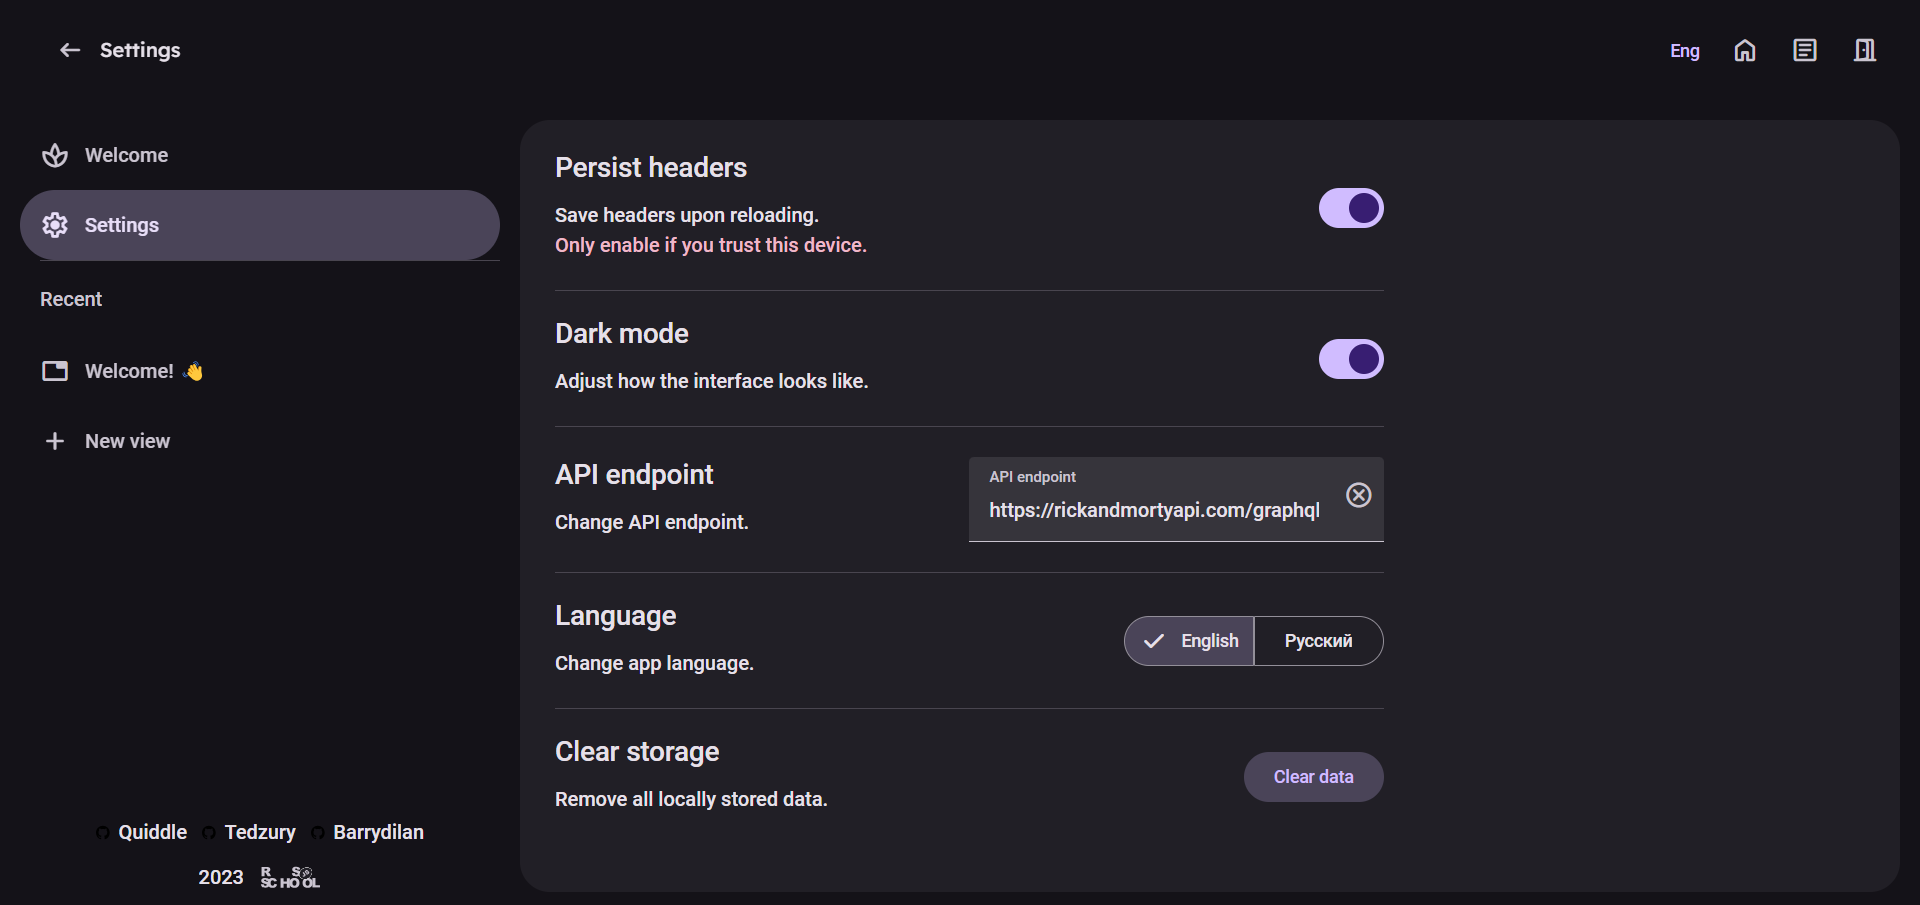 Settings
Eng
Welcome
Settings
Recent
Welcome! 👋
New view
Persist headers
Save headers upon reloading.
Only enable if you trust this device.
Dark mode
Adjust how the interface looks like.
API endpoint
Change API endpoint.
API endpoint
https://rickandmortyapi.com/graphql
Language
Change app language.
English
Русский
Clear storage
Remove all locally stored data.
Clear data
Quiddle Tedzury Barrydilan
2023
RS
SCHOOL